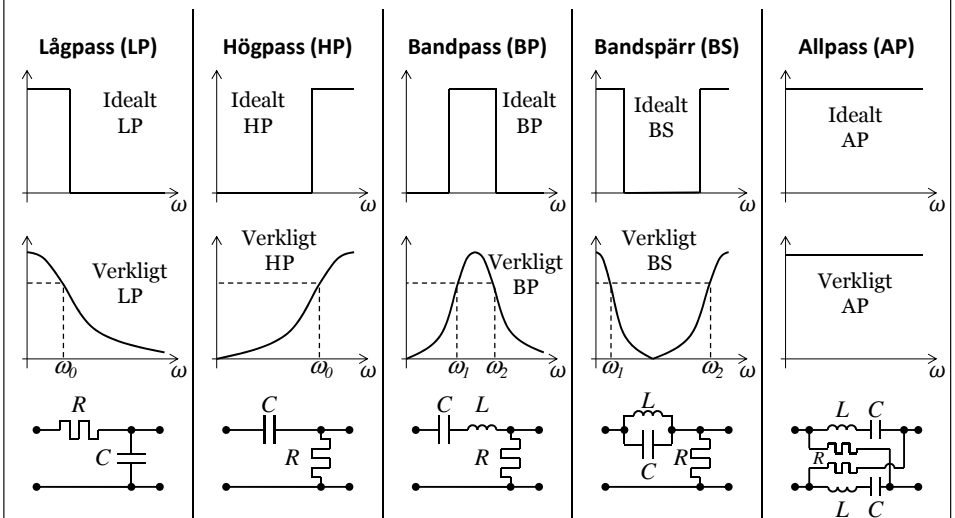 Lågpass (LP)
Högpass (HP)
Bandpass (BP)
Bandspärr (BS)
Allpass (AP)
Idealt
LP
ω
Idealt
HP
ω
Idealt
BP
ω
Idealt
BS
ω
Idealt
AP
ω
Verkligt
LP
ω0
ω
Verkligt
HP
ω0
ω
Verkligt
BP
ω1
ω2
ω
Verkligt
BS
ω1
ω2
ω
Verkligt
AP
ω
R
C
C
R
C
L
R
L
C
R
L
C
R
L
C